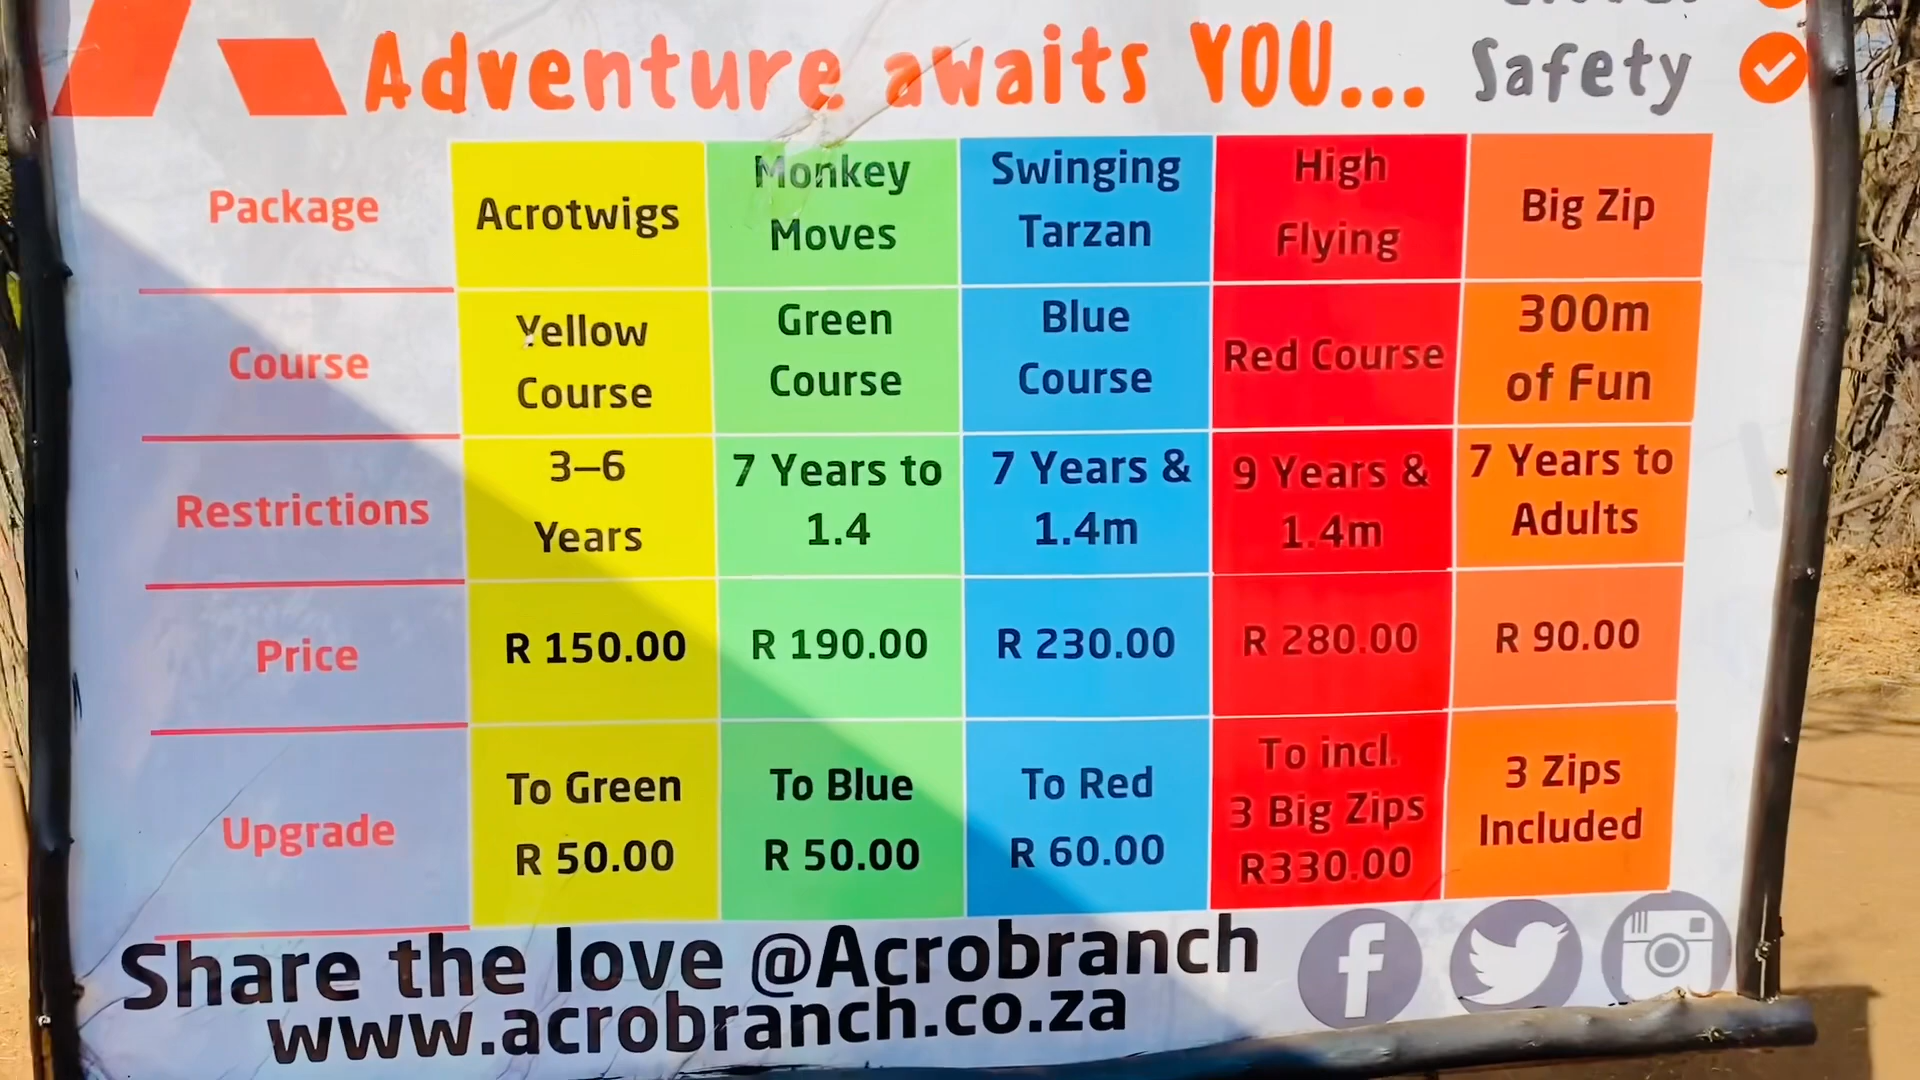 Adventure awaits YOU...
Safety
Package
Acrotwigs
Monkey
Moves
Swinging
Tarzan
High
Flying
Big Zip
Course
Yellow
Course
Green
Course
Blue
Course
Red Course
300m
of Fun
Restrictions
3–6
Years
7 Years to
1.4
7 Years &
1.4m
9 Years &
1.4m
7 Years to
Adults
Price
R 150.00
R 190.00
R 230.00
R 280.00
R 90.00
Upgrade
To Green
R 50.00
To Blue
R 50.00
To Red
R 60.00
To incl.
3 Big Zips
R330.00
3 Zips
Included
Share the love @Acrobranch
www.acrobranch.co.za